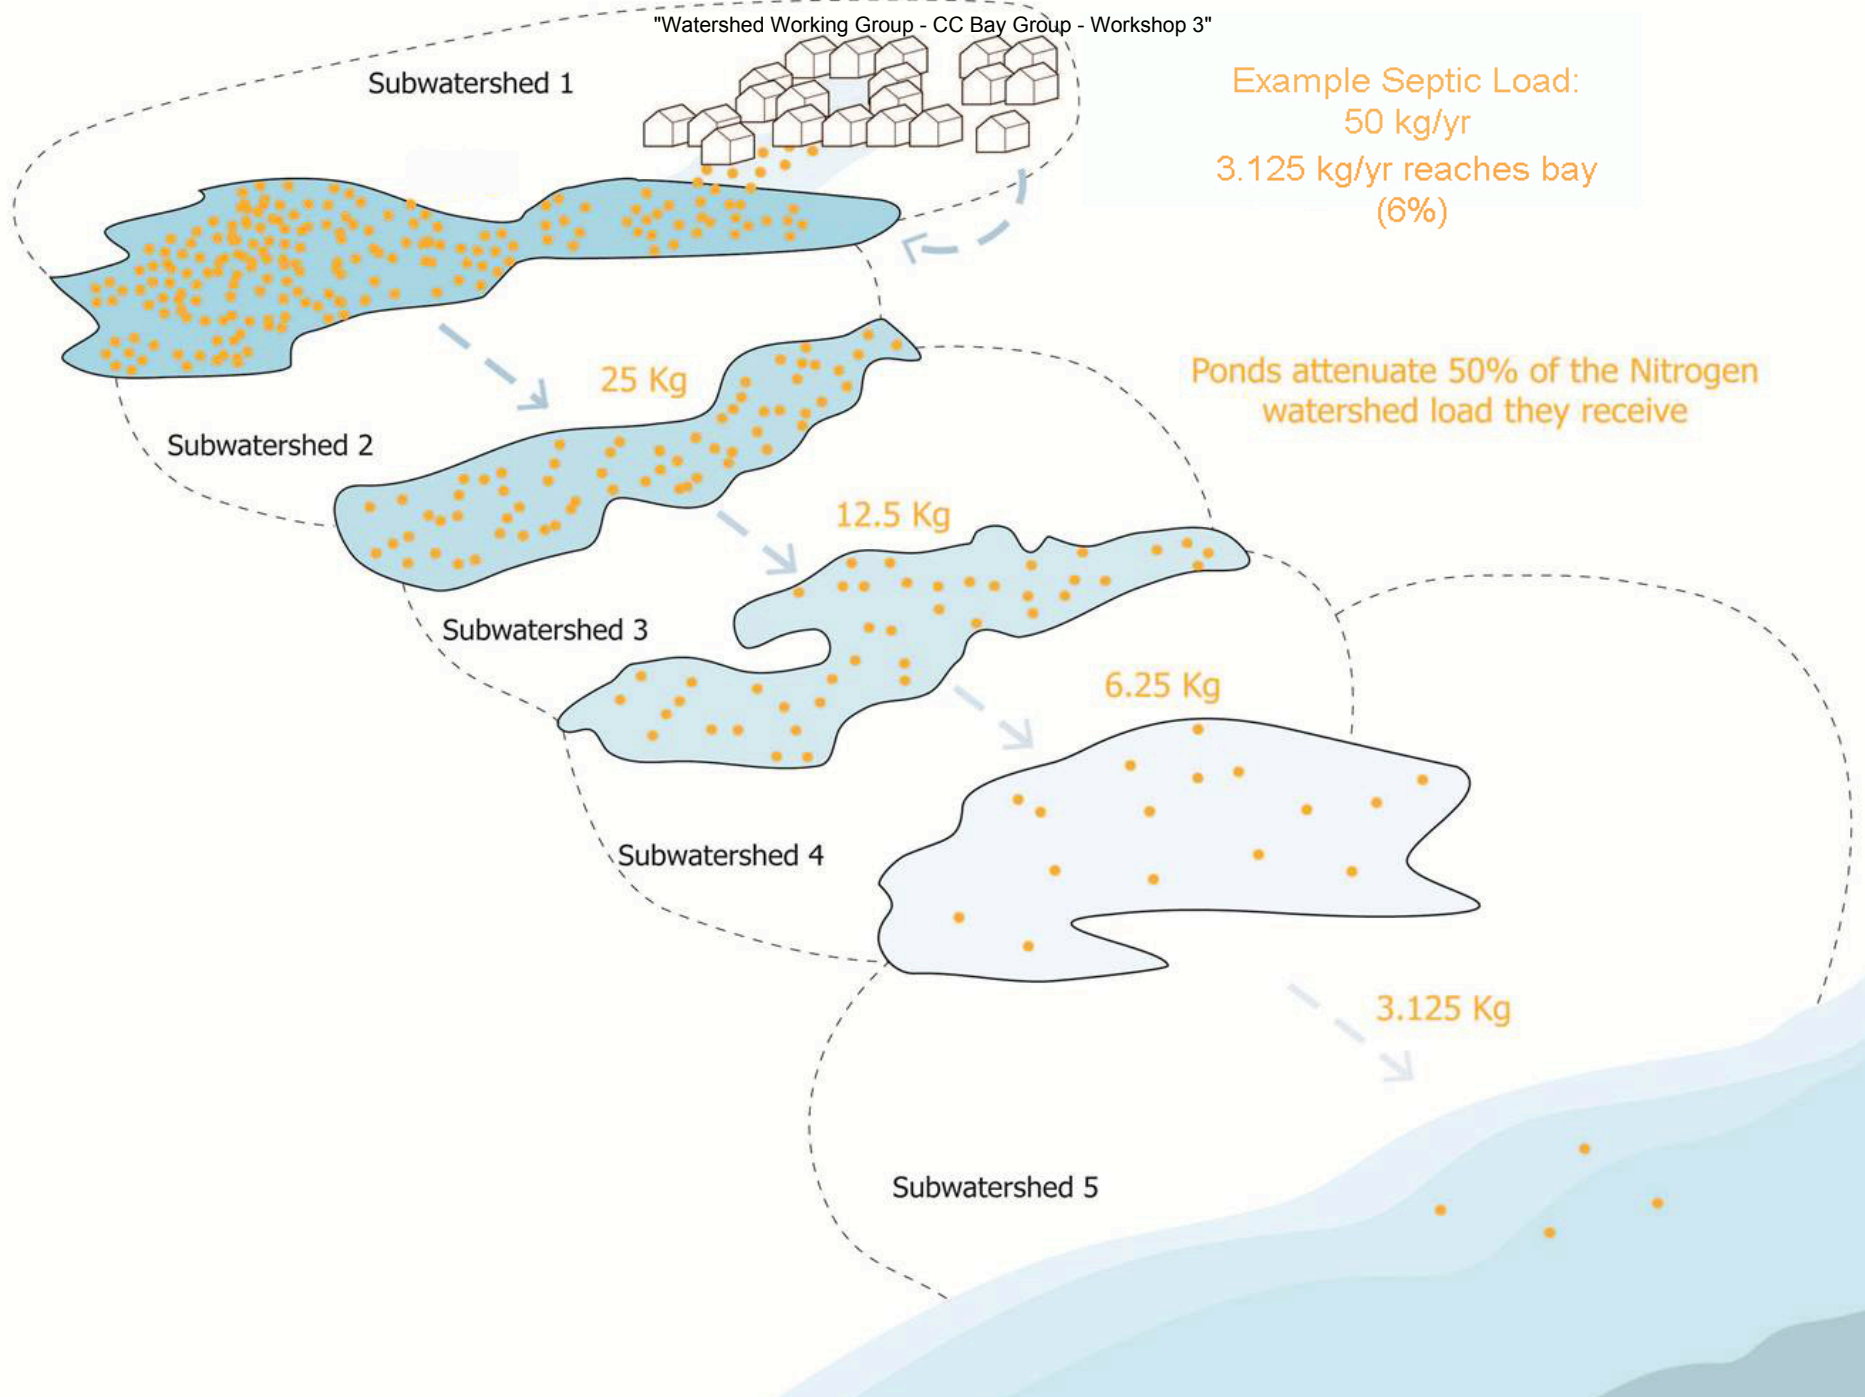 "Watershed Working Group - CC Bay Group - Workshop 3"
Subwatershed 1
Example Septic Load:
50 kg/yr
3.125 kg/yr reaches bay
(6%)
25 Kg
Ponds attenuate 50% of the Nitrogen
watershed load they receive
Subwatershed 2
12.5 Kg
Subwatershed 3
6.25 Kg
Subwatershed 4
3.125 Kg
Subwatershed 5